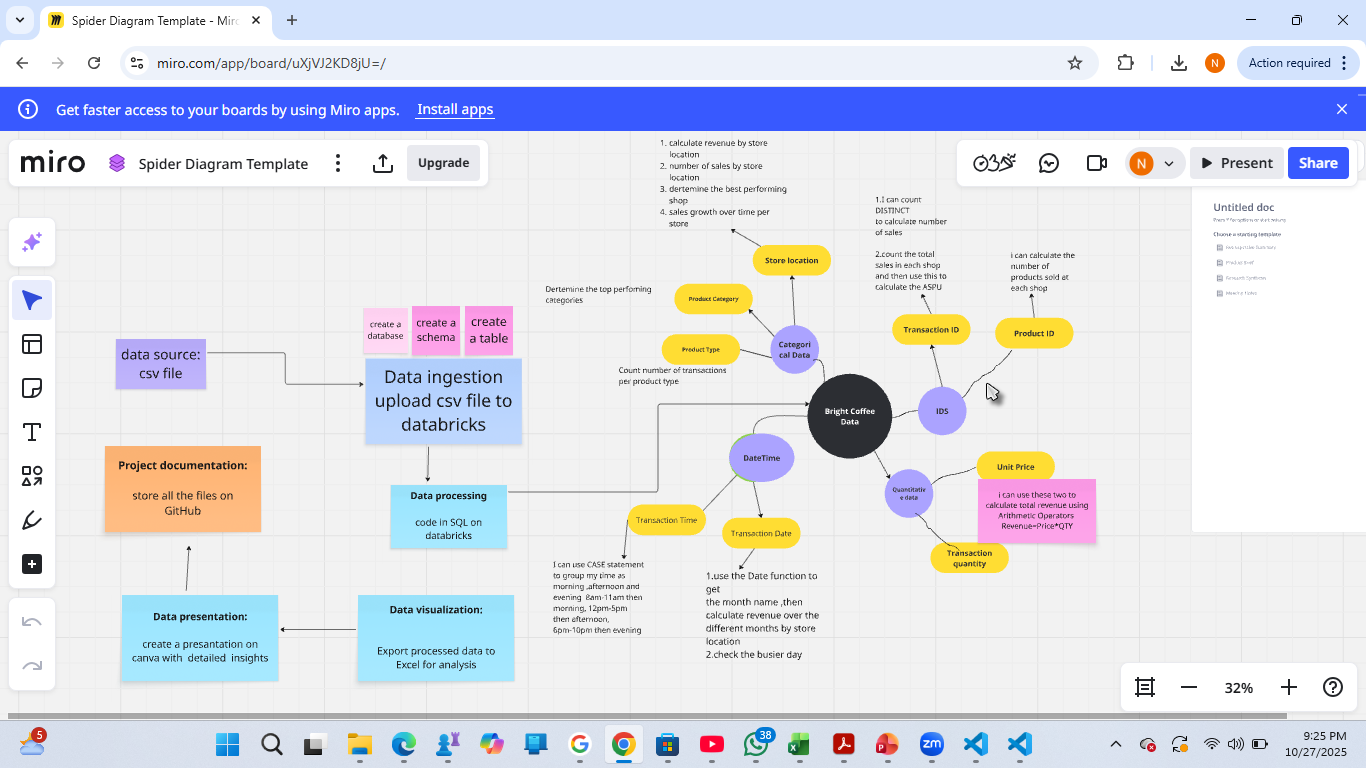 Spider Diagram Template - Miro
miro.com/app/board/uXjVJ2KD8jU=/
N
Action required
Get faster access to your boards by using Miro apps.
Install apps
miro
Spider Diagram Template
Upgrade
N
Present
Share
1. calculate revenue by store
location
2. number of sales by store
location
3. dertemine the best performing
shop
4. sales growth over time per
store
1.I can count
DISTINCT
to calculate number
of sales
2.count the total
sales in each shop
and then use this to
calculate the ASPU
i can calculate the
number of
products sold at
each shop
Untitled doc
Choose a starting template
Store location
Dertemine the top perfoming
categories
Product Category
Transaction ID
Product ID
Product Type
Categori
cal Data
Count number of transactions
per product type
create a
database
create a
schema
create
a table
data source:
csv file
Data ingestion
upload csv file to
databricks
Bright Coffee
Data
IDS
DateTime
Project documentation:
store all the files on
GitHub
Data processing
code in SQL on
databricks
Unit Price
Quantitativ
e data
i can use these two to
calculate total revenue using
Arithmetic Operators
Revenue=Price*QTY
Transaction Time
Transaction Date
Transaction
quantity
I can use CASE statement
to group my time as
morning ,afternoon and
evening 8am-11am then
morning, 12pm-5pm
then afternoon,
6pm-10pm then evening
1.use the Date function to
get
the month name ,then
calculate revenue over the
different months by store
location
2.check the busier day
Data presentation:
create a presantation on
canva with detailed insights
Data visualization:
Export processed data to
Excel for analysis
32%
5
38
zm
9:25 PM
10/27/2025